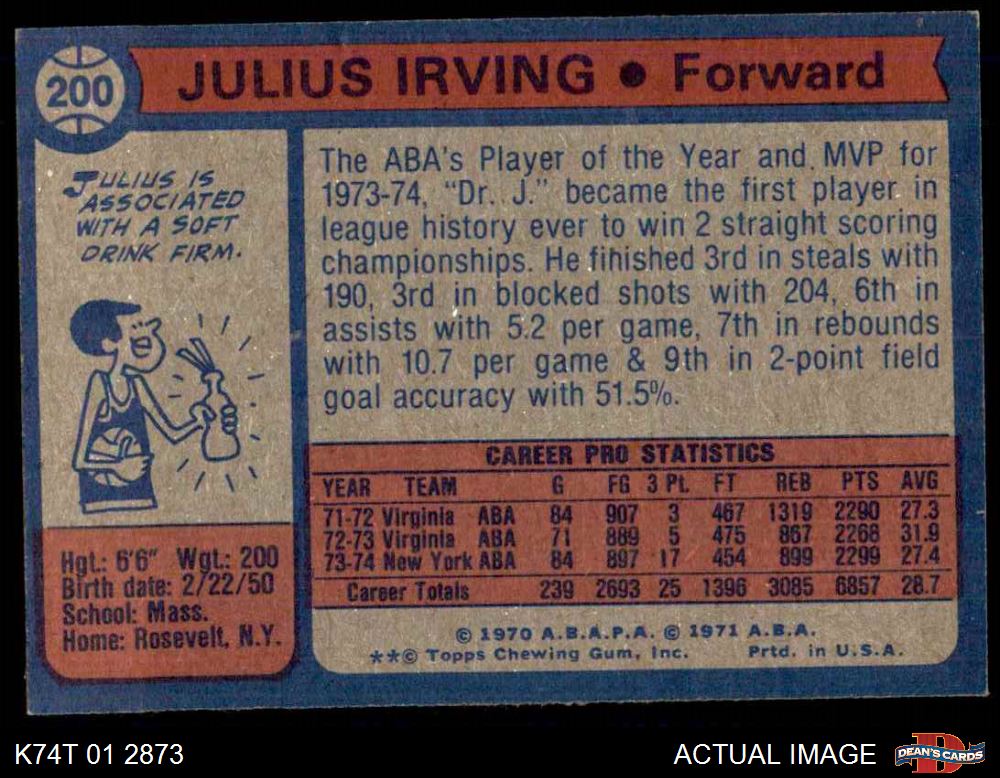 200
JULIUS IRVING ● Forward
JULIUS IS
ASSOCIATED
WITH A SOFT
DRINK FIRM.
The ABA's Player of the Year and MVP for
1973-74, "Dr. J." became the first player in
league history ever to win 2 straight scoring
championships. He fihished 3rd in steals with
190, 3rd in blocked shots with 204, 6th in
assists with 5.2 per game, 7th in rebounds
with 10.7 per game & 9th in 2-point field
goal accuracy with 51.5%.
Hgt.: 6'6" Wgt.: 200
Birth date: 2/22/50
School: Mass.
Home: Rosevelt, N.Y.
CAREER PRO STATISTICS
YEAR TEAM G FG 3 Pt. FT REB PTS AVG
71-72 Virginia ABA 84 907 3 467 1319 2290 27.3
72-73 Virginia ABA 71 889 5 475 867 2268 31.9
73-74 New York ABA 84 897 17 454 899 2299 27.4
Career Totals 239 2693 25 1396 3085 6857 28.7
© 1970 A.B.A.P.A. © 1971 A.B.A.
**© Topps Chewing Gum, Inc. Prtd. in U.S.A.
K74T 01 2873
ACTUAL IMAGE
DEAN'S CARDS